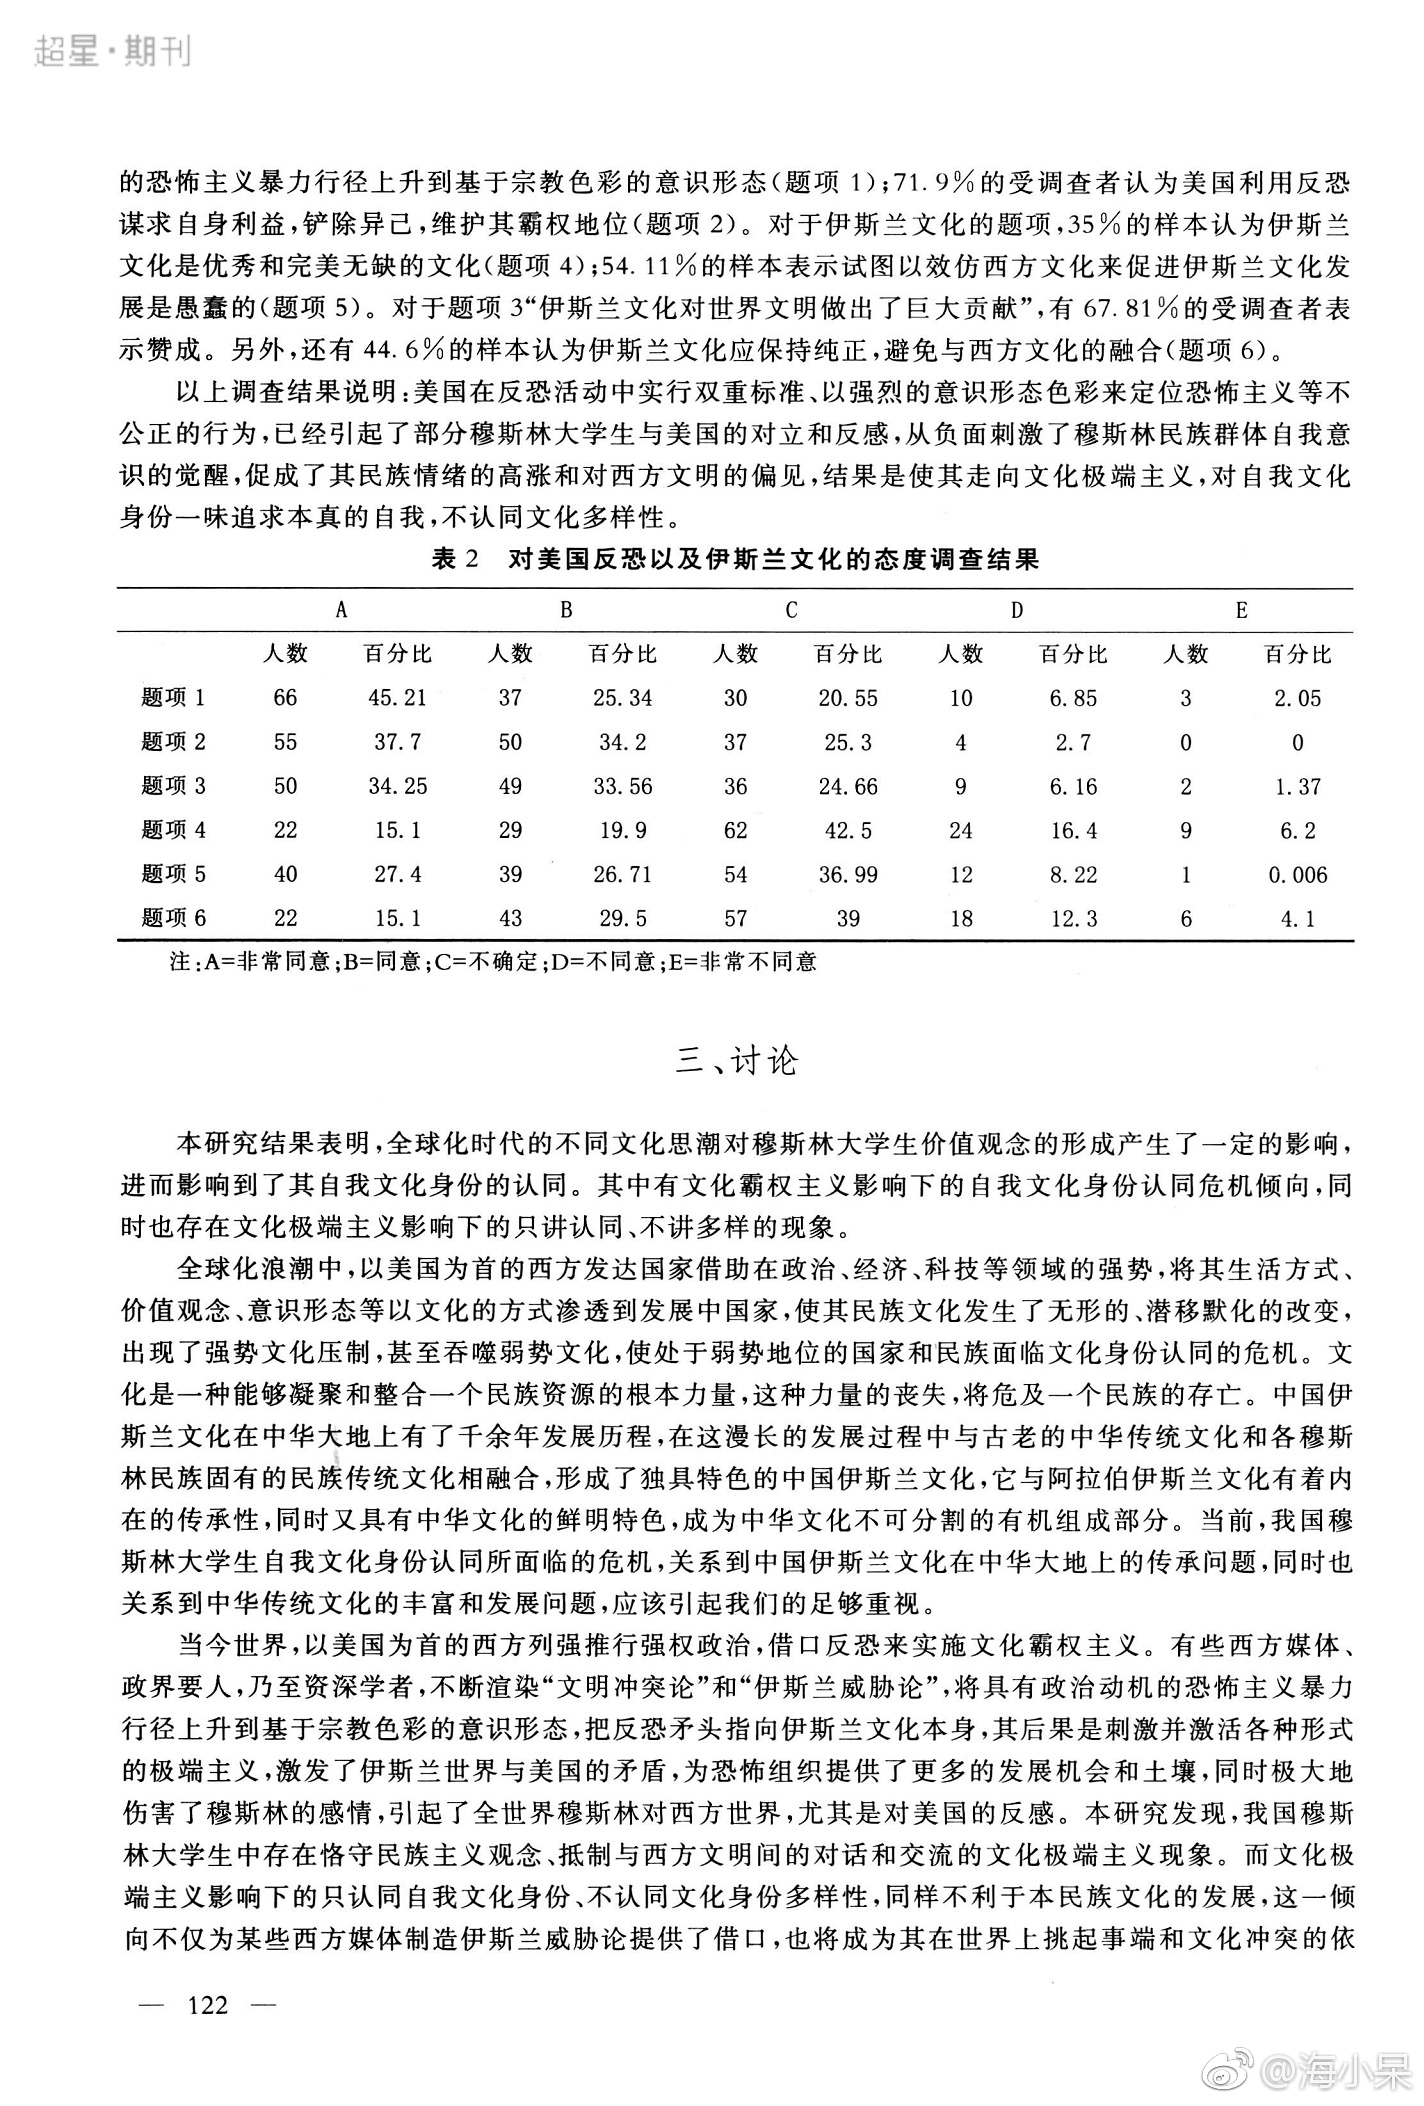 超星·期刊
的恐怖主义暴力行径上升到基于宗教色彩的意识形态(题项1);71.9%的受调查者认为美国利用反恐
谋求自身利益,铲除异己,维护其霸权地位(题项2)。对于伊斯兰文化的题项,35%的样本认为伊斯兰
文化是优秀和完美无缺的文化(题项4);54.11%的样本表示试图以效仿西方文化来促进伊斯兰文化发
展是愚蠢的(题项5)。对于题项3“伊斯兰文化对世界文明做出了巨大贡献”,有67.81%的受调查者表
示赞成。另外,还有44.6%的样本认为伊斯兰文化应保持纯正,避免与西方文化的融合(题项6)。
以上调查结果说明:美国在反恐活动中实行双重标准、以强烈的意识形态色彩来定位恐怖主义等不
公正的行为,已经引起了部分穆斯林大学生与美国的对立和反感,从负面刺激了穆斯林民族群体自我意
识的觉醒,促成了其民族情绪的高涨和对西方文明的偏见,结果是使其走向文化极端主义,对自我文化
身份一味追求本真的自我,不认同文化多样性。
表2 对美国反恐以及伊斯兰文化的态度调查结果
A B C D E
人数 百分比 人数 百分比 人数 百分比 人数 百分比 人数 百分比
题项1 66 45.21 37 25.34 30 20.55 10 6.85 3 2.05
题项2 55 37.7 50 34.2 37 25.3 4 2.7 0 0
题项3 50 34.25 49 33.56 36 24.66 9 6.16 2 1.37
题项4 22 15.1 29 19.9 62 42.5 24 16.4 9 6.2
题项5 40 27.4 39 26.71 54 36.99 12 8.22 1 0.006
题项6 22 15.1 43 29.5 57 39 18 12.3 6 4.1
注:A=非常同意;B=同意;C=不确定;D=不同意;E=非常不同意
三、讨论
本研究结果表明,全球化时代的不同文化思潮对穆斯林大学生价值观念的形成产生了一定的影响,
进而影响到了其自我文化身份的认同。其中有文化霸权主义影响下的自我文化身份认同危机倾向,同
时也存在文化极端主义影响下的只讲认同、不讲多样的现象。
全球化浪潮中,以美国为首的西方发达国家借助在政治、经济、科技等领域的强势,将其生活方式、
价值观念、意识形态等以文化的方式渗透到发展中国家,使其民族文化发生了无形的、潜移默化的改变,
出现了强势文化压制,甚至吞噬弱势文化,使处于弱势地位的国家和民族面临文化身份认同的危机。文
化是一种能够凝聚和整合一个民族资源的根本力量,这种力量的丧失,将危及一个民族的存亡。中国伊
斯兰文化在中华大地上有了千余年发展历程,在这漫长的发展过程中与古老的中华传统文化和各穆斯
林民族固有的民族传统文化相融合,形成了独具特色的中国伊斯兰文化,它与阿拉伯伊斯兰文化有着内
在的传承性,同时又具有中华文化的鲜明特色,成为中华文化不可分割的有机组成部分。当前,我国穆
斯林大学生自我文化身份认同所面临的危机,关系到中国伊斯兰文化在中华大地上的传承问题,同时也
关系到中华传统文化的丰富和发展问题,应该引起我们的足够重视。
当今世界,以美国为首的西方列强推行强权政治,借口反恐来实施文化霸权主义。有些西方媒体、
政界要人,乃至资深学者,不断渲染“文明冲突论”和“伊斯兰威胁论”,将具有政治动机的恐怖主义暴力
行径上升到基于宗教色彩的意识形态,把反恐矛头指向伊斯兰文化本身,其后果是刺激并激活各种形式
的极端主义,激发了伊斯兰世界与美国的矛盾,为恐怖组织提供了更多的发展机会和土壤,同时极大地
伤害了穆斯林的感情,引起了全世界穆斯林对西方世界,尤其是对美国的反感。本研究发现,我国穆斯
林大学生中存在恪守民族主义观念、抵制与西方文明间的对话和交流的文化极端主义现象。而文化极
端主义影响下的只认同自我文化身份、不认同文化身份多样性,同样不利于本民族文化的发展,这一倾
向不仅为某些西方媒体制造伊斯兰威胁论提供了借口,也将成为其在世界上挑起事端和文化冲突的依
— 122 —
@海小呆